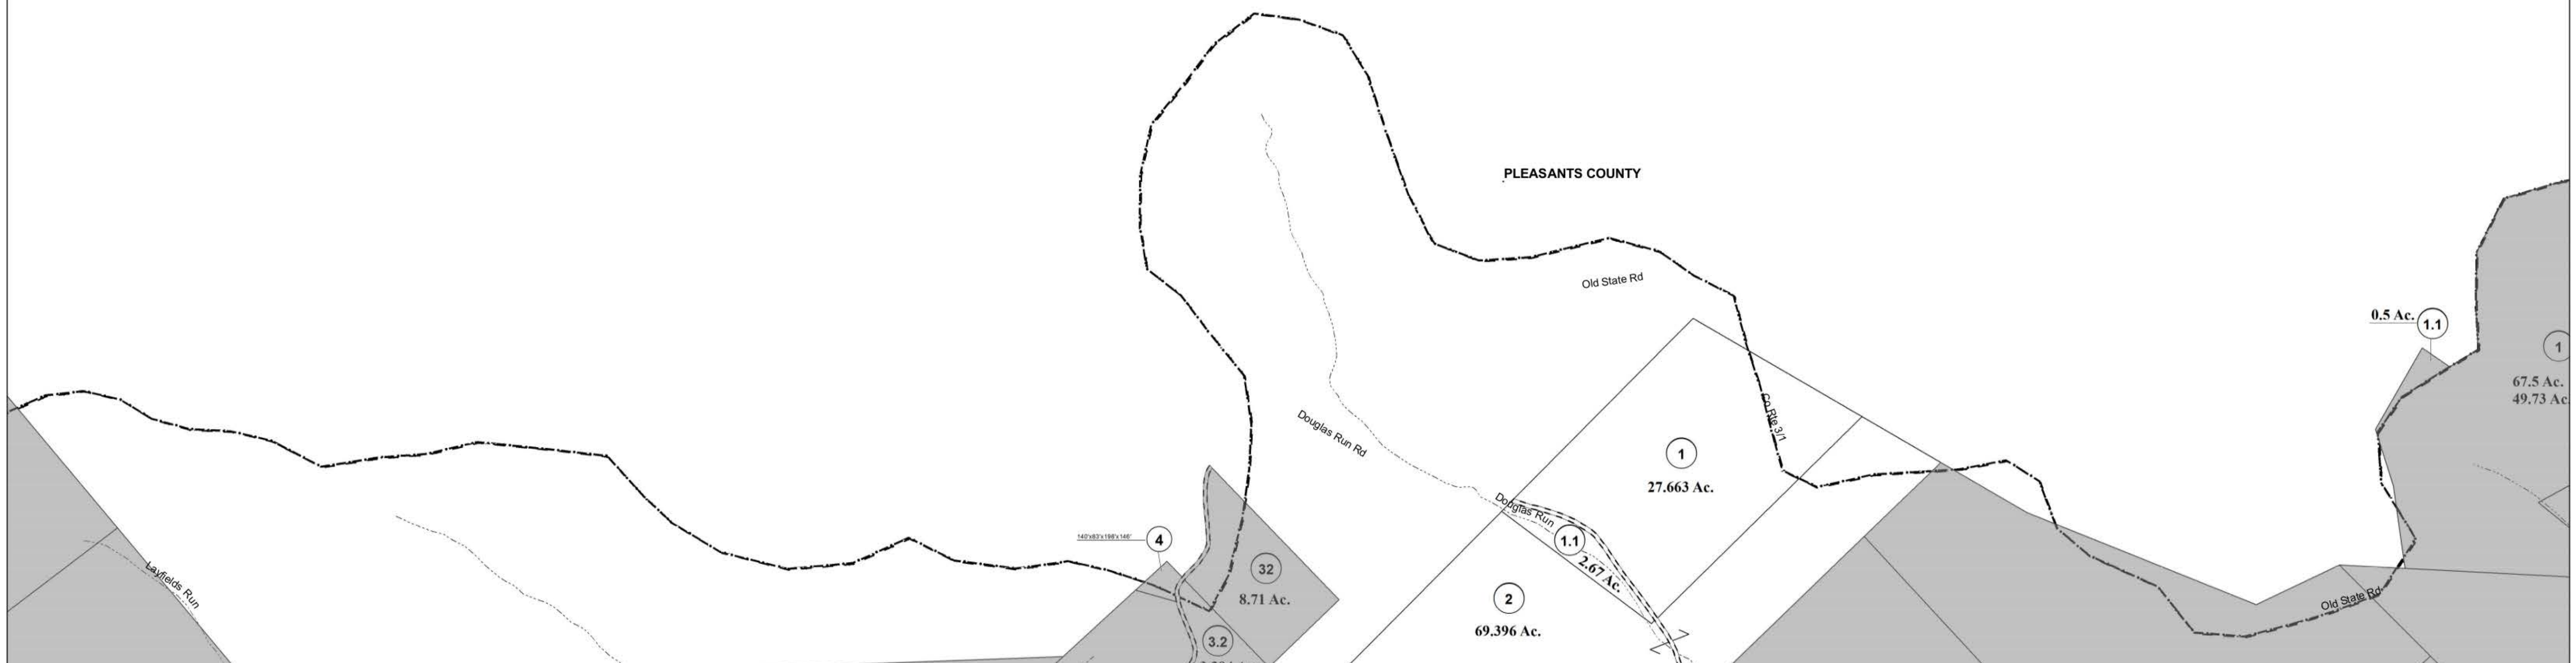 PLEASANTS COUNTY
Old State Rd
0.5 Ac.
1.1
1
67.5 Ac.
49.73 Ac.
Co Rte 3/1
Douglas Run Rd
1
27.663 Ac.
Douglas Run
1.1
2.67 Ac.
140'x83'x198'x146'
4
32
8.71 Ac.
Layfields Run
2
69.396 Ac.
Old State Rd
3.2